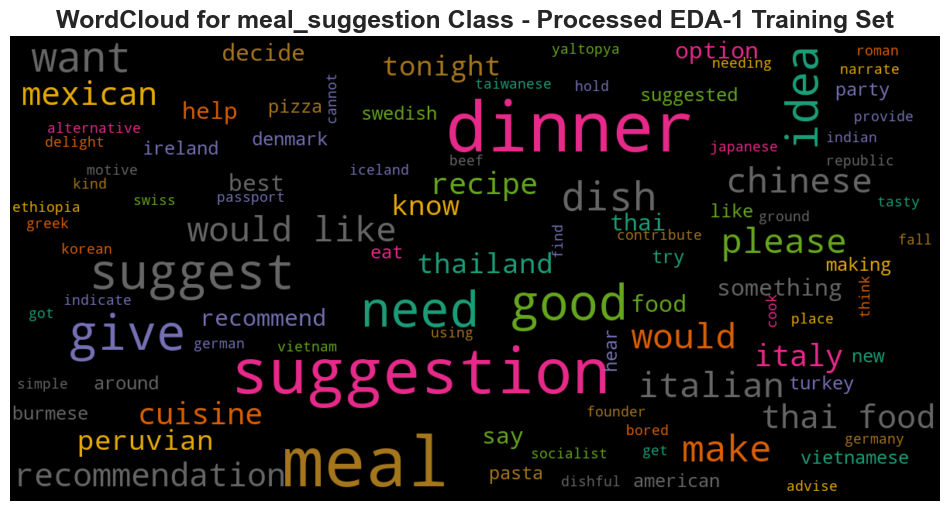 WordCloud for meal_suggestion Class - Processed EDA-1 Training Set
want
decide
tonight
yaltopya
option
needing
idea
roman
narrate
mexican
help
pizza
cannot
swedish
taiwanese
hold
suggested
party
provide
alternative
delight
ireland
denmark
dinner
japanese
indian
motive
kind
best
passport
iceland
beef
recipe
dish
chinese
republic
ethiopia
greek
swiss
know
thai
like
ground
tasty
korean
would like
eat
thailand
find
contribute
try
please
fall
making
suggest
indicate
got
give
recommend
german
need
using
vietnam
good
food
something
cook
place
think
would
hear
italy
new
simple
around
suggestion
italian
turkey
burmese
cuisine
founder
bored
thai food
peruvian
say
socialist
get
make
germany
vietnamese
recommendation
meal
pasta
dishful
american
advise